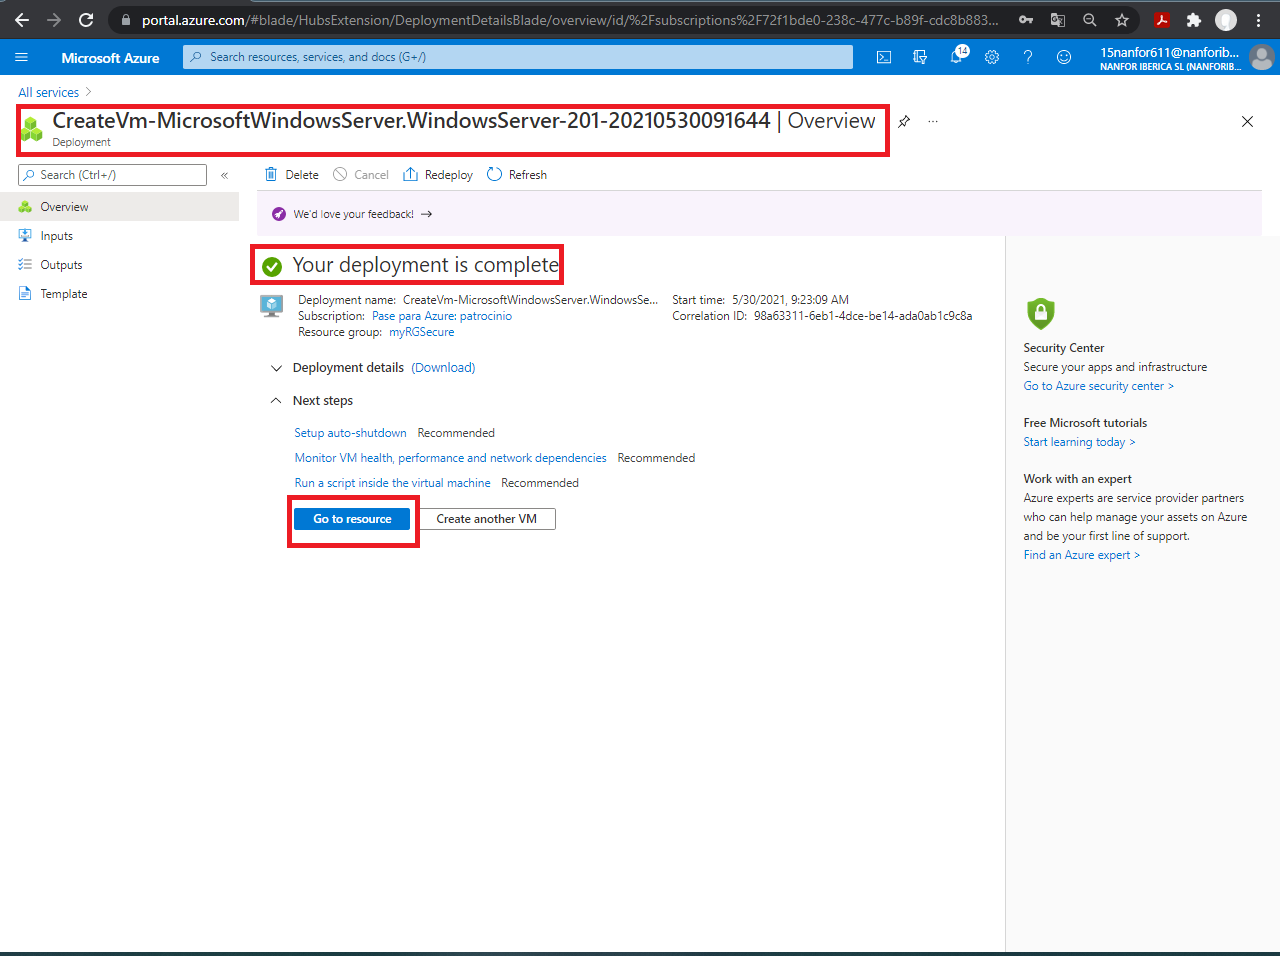 portal.azure.com/#blade/HubsExtension/DeploymentDetailsBlade/overview/id/%2Fsubscriptions%2F72f1bde0-238c-477c-b89f-cdc8b883...
Microsoft Azure
Search resources, services, and docs (G+/)
14
15nanfor611@nanforib...
NANFOR IBERICA SL (NANFORIB...
All services >
CreateVm-MicrosoftWindowsServer.WindowsServer-201-20210530091644 | Overview
Deployment
Search (Ctrl+/)
«
Delete
Cancel
Redeploy
Refresh
Overview
Inputs
Outputs
Template
We'd love your feedback! →
Your deployment is complete
Deployment name: CreateVm-MicrosoftWindowsServer.WindowsSe...
Subscription: Pase para Azure: patrocinio
Resource group: myRGSecure
Start time: 5/30/2021, 9:23:09 AM
Correlation ID: 98a63311-6eb1-4dce-be14-ada0ab1c9c8a
Deployment details (Download)
Next steps
Setup auto-shutdown Recommended
Monitor VM health, performance and network dependencies Recommended
Run a script inside the virtual machine Recommended
Go to resource
Create another VM
Security Center
Secure your apps and infrastructure
Go to Azure security center >
Free Microsoft tutorials
Start learning today >
Work with an expert
Azure experts are service provider partners
who can help manage your assets on Azure
and be your first line of support.
Find an Azure expert >